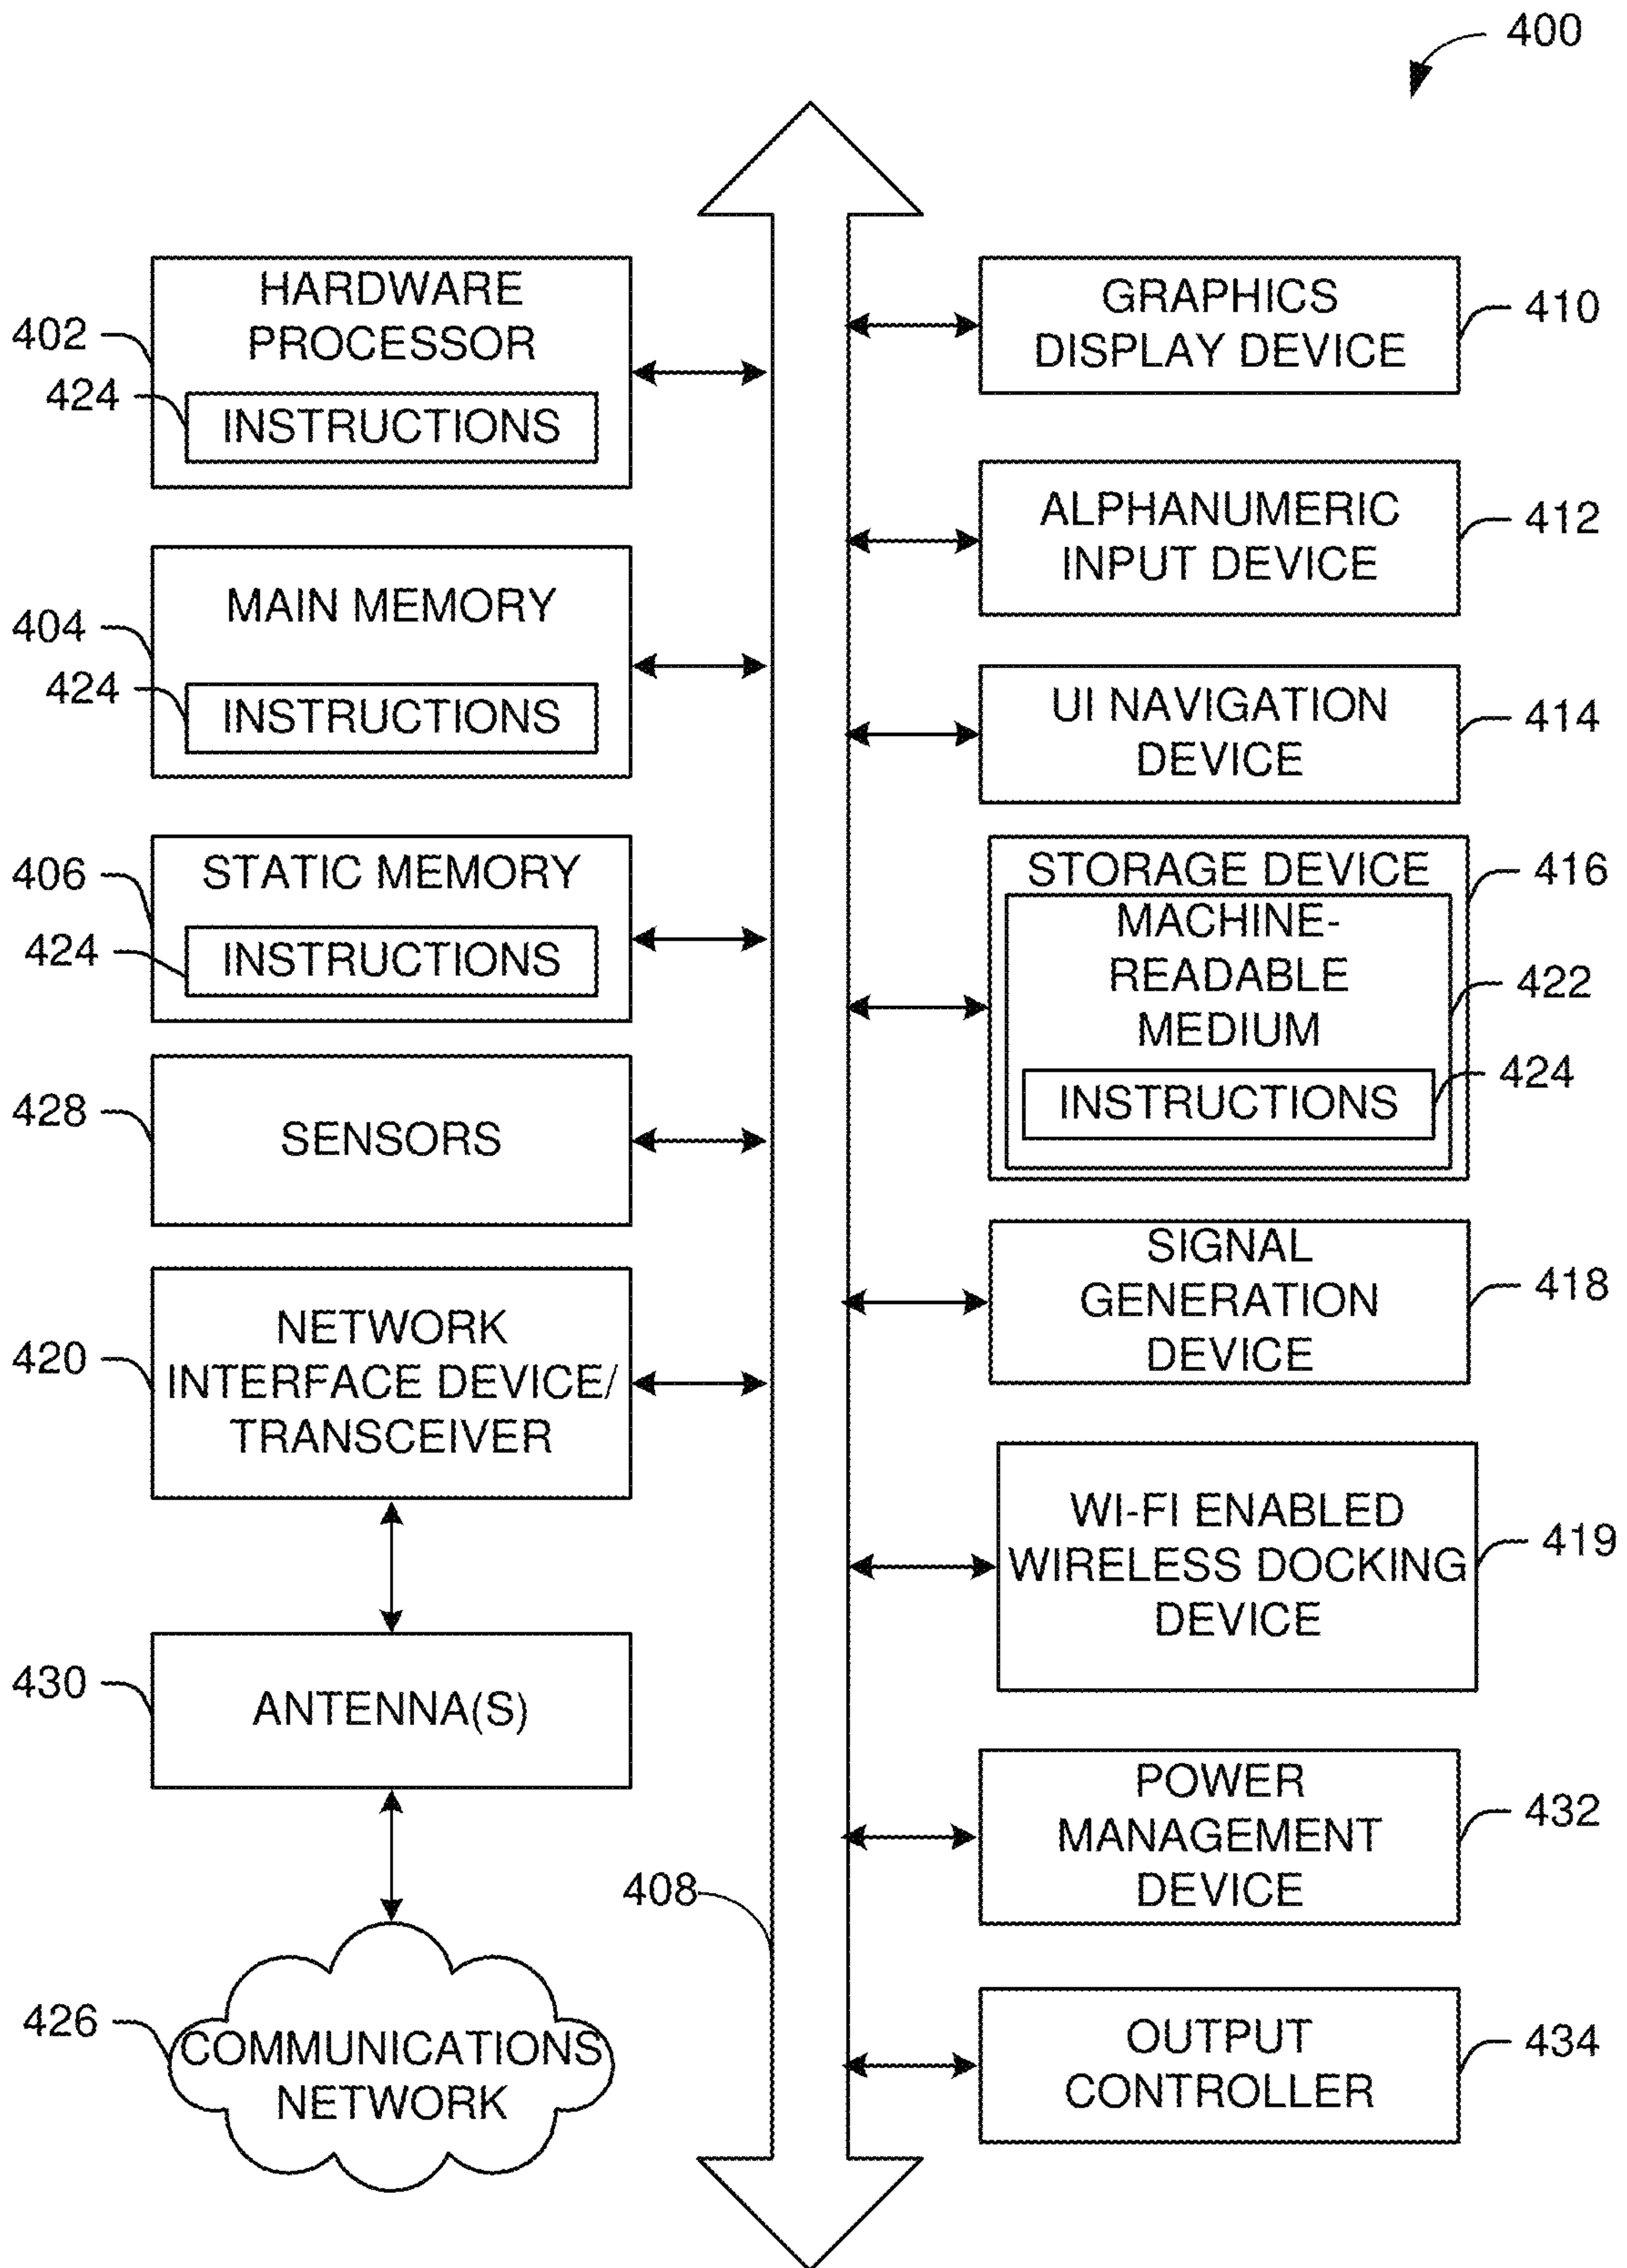 400
HARDWARE
PROCESSOR
402
424
INSTRUCTIONS
MAIN MEMORY
404
424
INSTRUCTIONS
STATIC MEMORY
406
424
INSTRUCTIONS
428
SENSORS
NETWORK
INTERFACE DEVICE/
TRANSCEIVER
420
430
ANTENNA(S)
426
COMMUNICATIONS
NETWORK
408
GRAPHICS
DISPLAY DEVICE
410
ALPHANUMERIC
INPUT DEVICE
412
UI NAVIGATION
DEVICE
414
STORAGE DEVICE
416
MACHINE-
READABLE
MEDIUM
422
INSTRUCTIONS
424
SIGNAL
GENERATION
DEVICE
418
WI-FI ENABLED
WIRELESS DOCKING
DEVICE
419
POWER
MANAGEMENT
DEVICE
432
OUTPUT
CONTROLLER
434